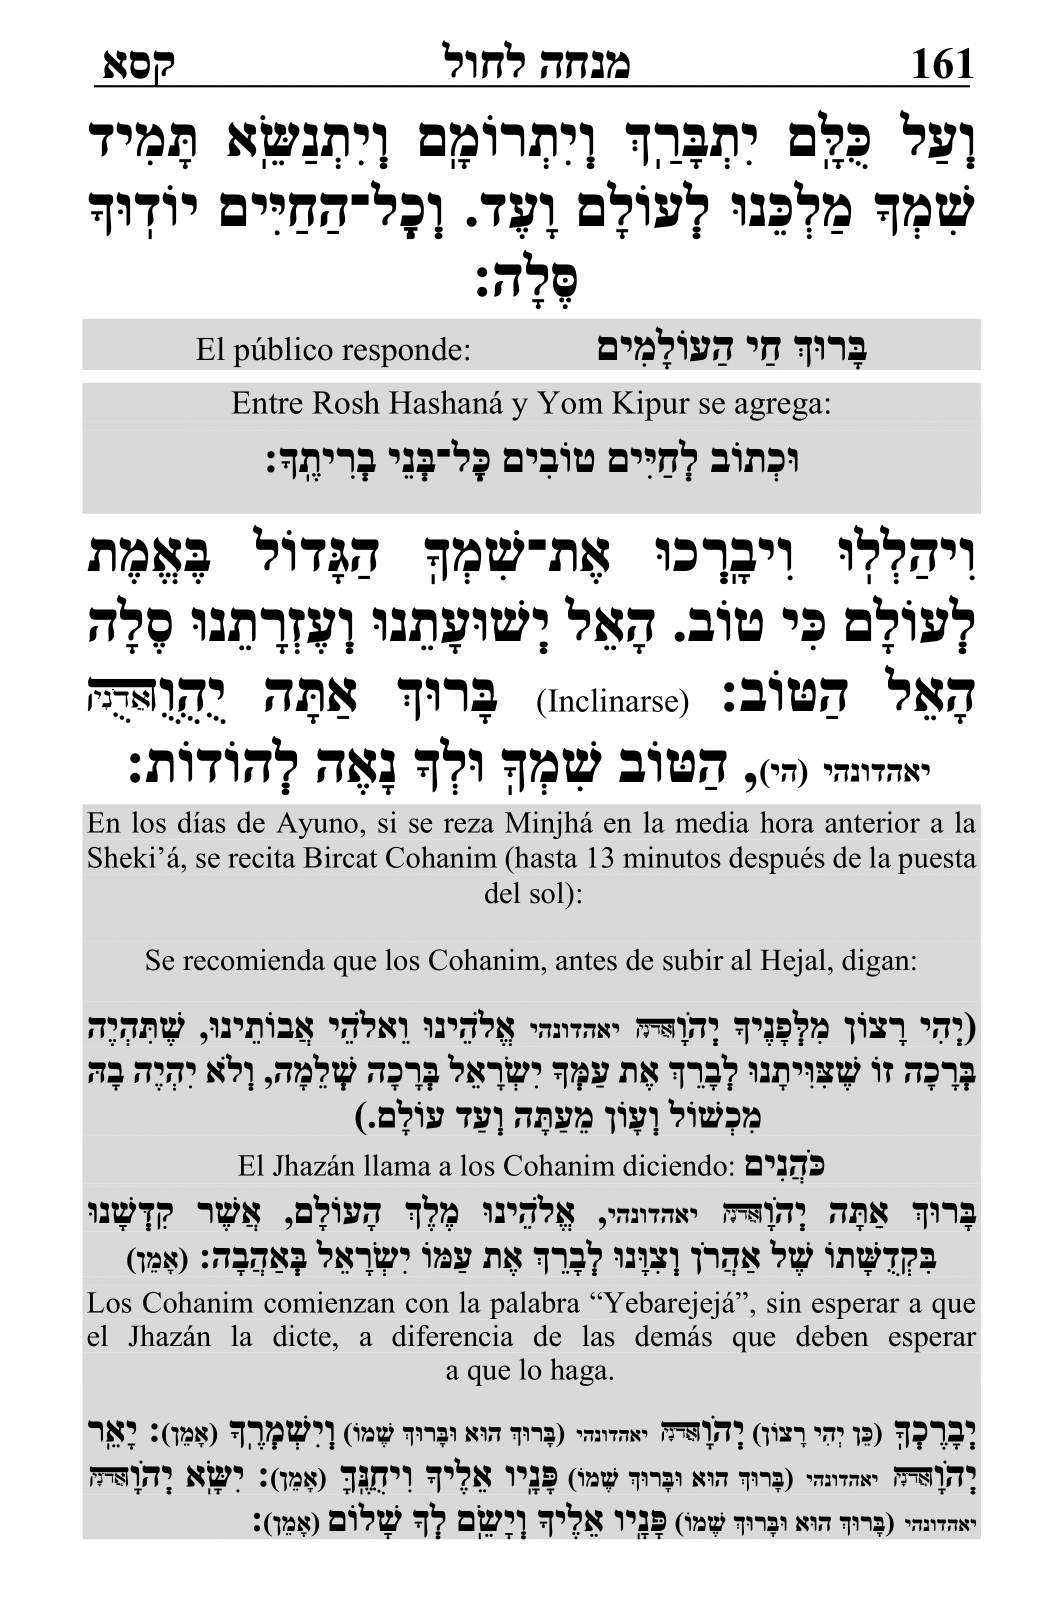 161 מנחה לחול קסא
וְעַל כֻּלָּם יִתְבָּרַךְ וְיִתְרוֹמָם וְיִתְנַשֵּׂא תָּמִיד
שִׁמְךָ מַלְכֵּנוּ לְעוֹלָם וָעֶד. וְכָל־הַחַיִּים יוֹדוּךָ
סֶּלָה:
El público responde: בָּרוּךְ חַי הַעוֹלָמִים
Entre Rosh Hashaná y Yom Kipur se agrega:
וּכְתוֹב לְחַיִּים טוֹבִים כָּל־בְּנֵי בְרִיתֶךָ:
וִיהַלְלוּ וִיבָרְכוּ אֶת־שִׁמְךָ הַגָּדוֹל בֶּאֱמֶת
לְעוֹלָם כִּי טוֹב. הָאֵל יְשׁוּעָתֵנוּ וְעֶזְרָתֵנוּ סֶלָה
הָאֵל הַטּוֹב: (Inclinarse) בָּרוּךְ אַתָּה יֻהֻוֻאֲדֹנָי
יאהדונהי (הי), הַטּוֹב שִׁמְךָ וּלְךָ נָאֶה לְהוֹדוֹת:
En los días de Ayuno, si se reza Minjhá en la media hora anterior a la
Sheki’á, se recita Bircat Cohanim (hasta 13 minutos después de la puesta
del sol):
Se recomienda que los Cohanim, antes de subir al Hejal, digan:
(יְהִי רָצוֹן מִלְּפָנֶיךָ יְהֹוָאדני יאהדונהי אֱלֹהֵינוּ וֵאלֹהֵי אֲבוֹתֵינוּ, שֶׁתִּהְיֶה
בְּרָכָה זוֹ שֶׁצִּוִּיתָנוּ לְבָרֵךְ אֶת עַמְּךָ יִשְׂרָאֵל בְּרָכָה שְׁלֵמָה, וְלֹא יִהְיֶה בָהּ
מִכְשׁוֹל וְעָוֹן מֵעַתָּה וְעַד עוֹלָם.)
El Jhazán llama a los Cohanim diciendo: כֹּהֲנִים
בָּרוּךְ אַתָּה יְהֹוָאדני יאהדונהי, אֱלֹהֵינוּ מֶלֶךְ הָעוֹלָם, אֲשֶׁר קִדְּשָׁנוּ
בִּקְדֻשָּׁתוֹ שֶׁל אַהֲרֹן וְצִוָּנוּ לְבָרֵךְ אֶת עַמּוֹ יִשְׂרָאֵל בְּאַהֲבָה: (אָמֵן)
Los Cohanim comienzan con la palabra “Yebarejejá”, sin esperar a que
el Jhazán la dicte, a diferencia de las demás que deben esperar
a que lo haga.
יְבָרֶכְךָ (כֵּן יְהִי רָצוֹן) יְהֹוָאדני יאהדונהי (בָּרוּךְ הוּא וּבָרוּךְ שְׁמוֹ) וְיִשְׁמְרֶךָ (אָמֵן): יָאֵר
יְהֹוָאדני יאהדונהי (בָּרוּךְ הוּא וּבָרוּךְ שְׁמוֹ) פָּנָיו אֵלֶיךָ וִיחֻנֶּךָּ (אָמֵן): יִשָּׂא יְהֹוָאדני
יאהדונהי (בָּרוּךְ הוּא וּבָרוּךְ שְׁמוֹ) פָּנָיו אֵלֶיךָ וְיָשֵׂם לְךָ שָׁלוֹם (אָמֵן):